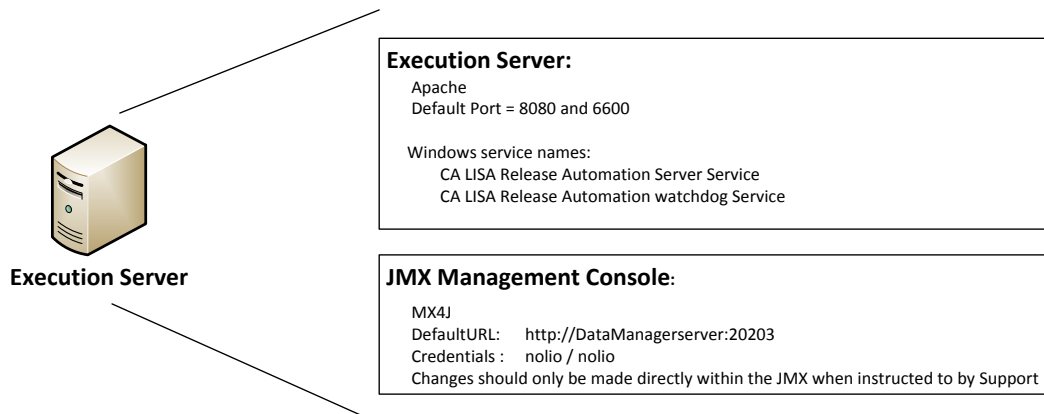 Execution Server:
Apache
Default Port = 8080 and 6600
Windows service names:
CA LISA Release Automation Server Service
CA LISA Release Automation watchdog Service
Execution Server
JMX Management Console:
MX4J
DefaultURL: http://DataManagerserver:20203
Credentials : nolio / nolio
Changes should only be made directly within the JMX when instructed to by Support